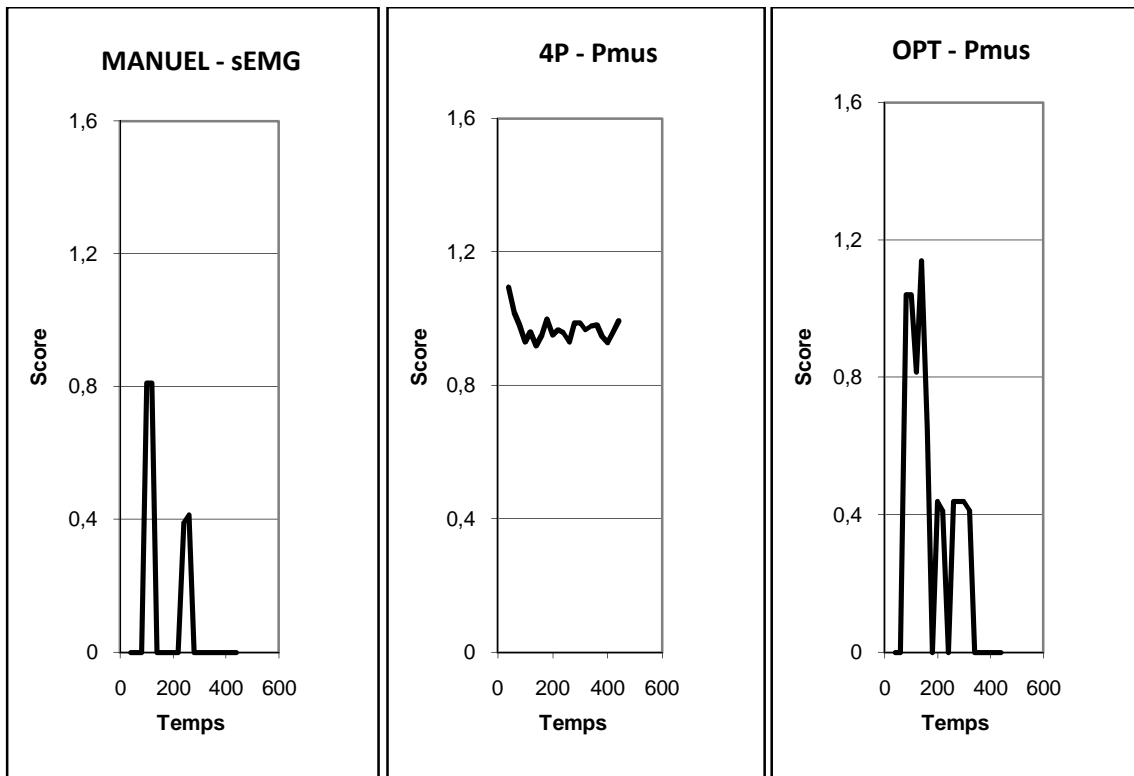 MANUEL - sEMG
1,6
1,2
0,8
0,4
0
Score
0 200 400 600
Temps
4P - Pmus
1,6
1,2
0,8
0,4
0
Score
0 200 400 600
Temps
OPT - Pmus
1,6
1,2
0,8
0,4
0
Score
0 200 400 600
Temps